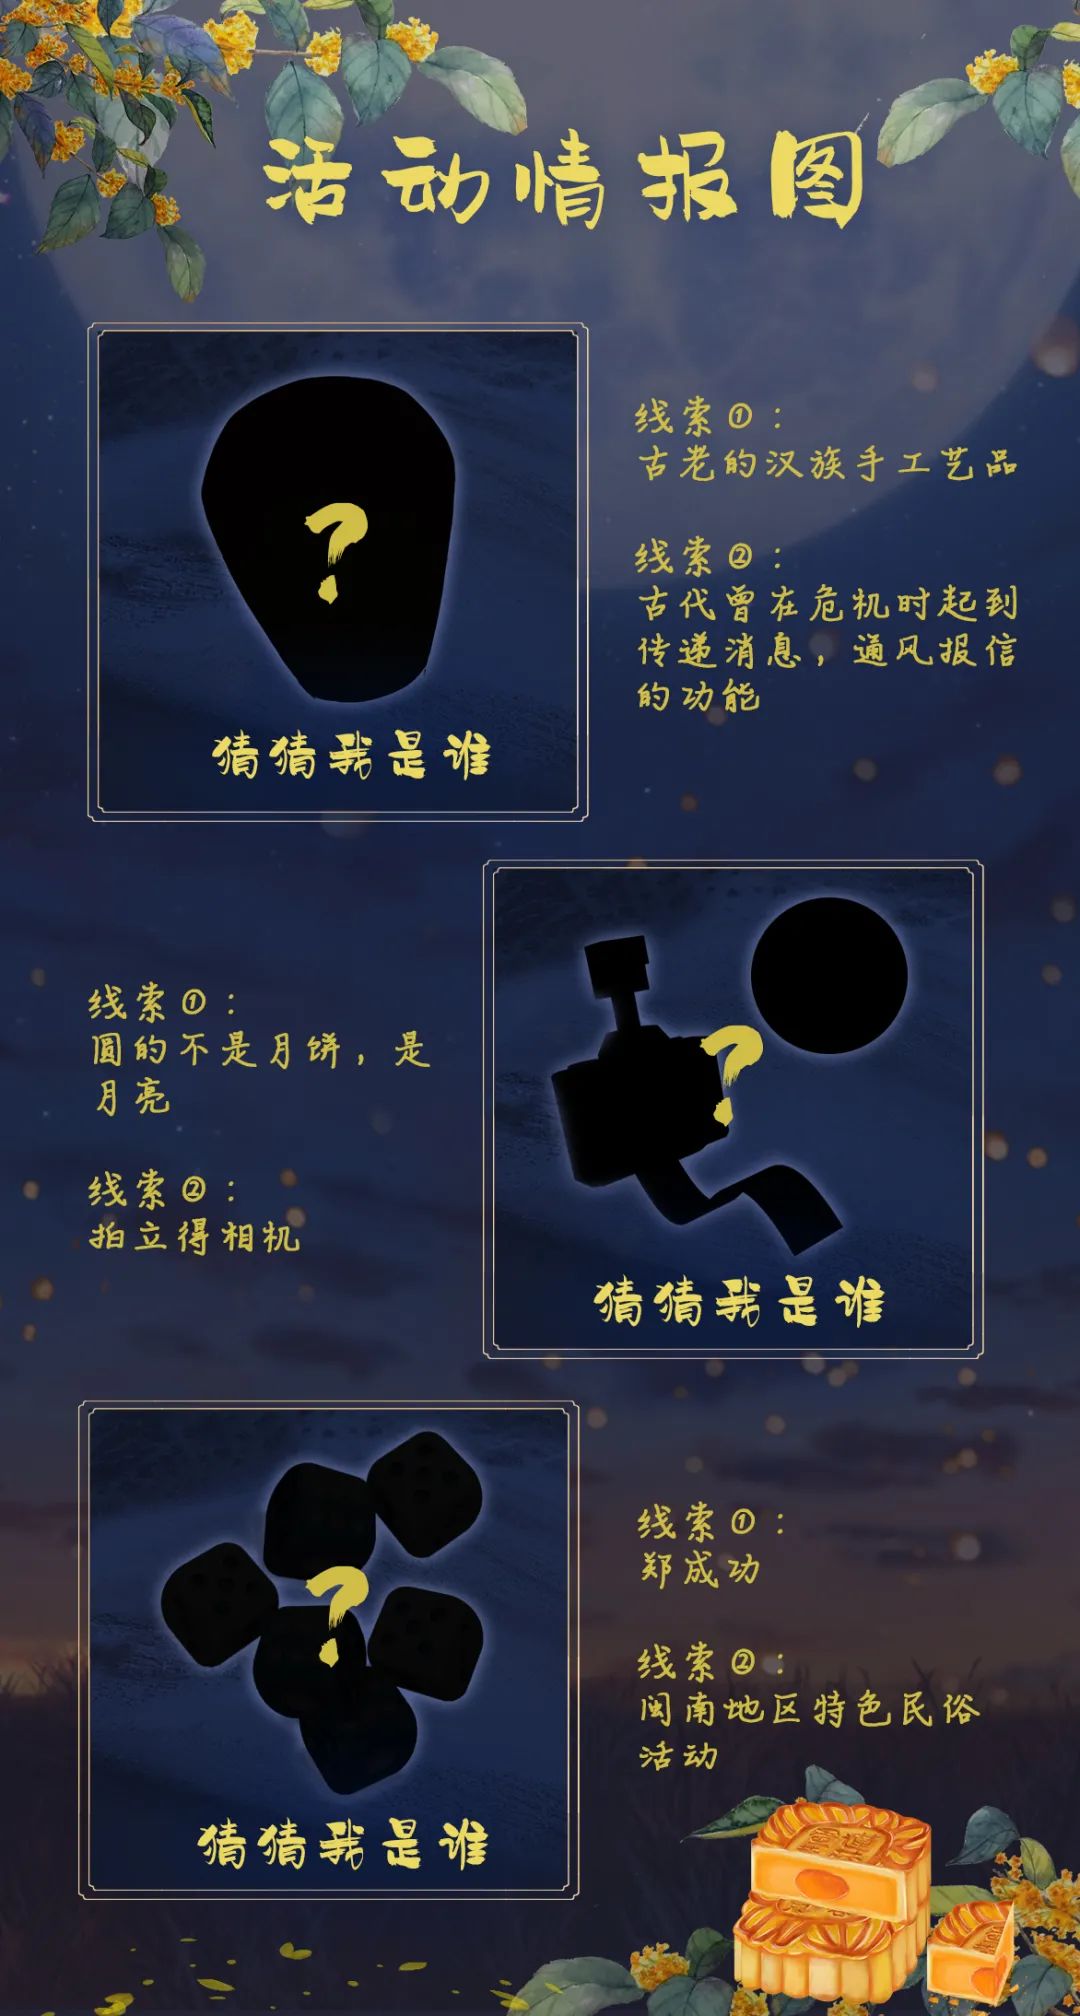 活动情报图
线索①：
古老的汉族手工艺品
线索②：
古代曾在危机时起到
传递消息，通风报信
的功能
?
猜猜我是谁
线索①：
圆的不是月饼，是
月亮
线索②：
拍立得相机
?
猜猜我是谁
线索①：
郑成功
线索②：
闽南地区特色民俗
活动
?
猜猜我是谁